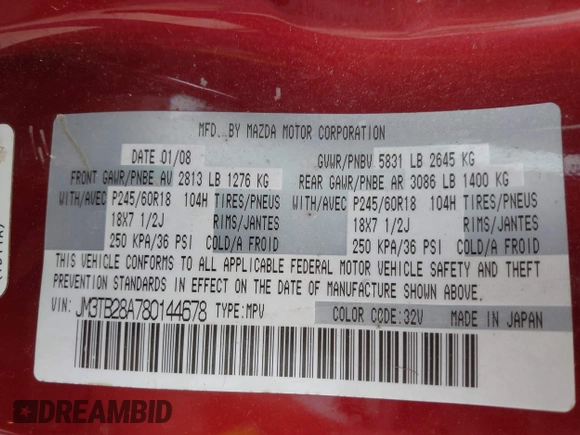 MFD. BY MAZDA MOTOR CORPORATION
DATE 01/08 GVWR/PNBV 5831 LB 2645 KG
FRONT GAWR/PNBE AV 2813 LB 1276 KG REAR GAWR/PNBE AR 3086 LB 1400 KG
WITH/AVEC P245/60R18 104H TIRES/PNEUS WITH/AVEC P245/60R18 104H TIRES/PNEUS
18X7 1/2J RIMS/JANTES 18X7 1/2J RIMS/JANTES
250 KPA/36 PSI COLD/A FROID 250 KPA/36 PSI COLD/A FROID
THIS VEHICLE CONFORMS TO ALL APPLICABLE FEDERAL MOTOR VEHICLE SAFETY AND THEFT
PREVENTION STANDARDS IN EFFECT ON THE DATE OF MANUFACTURE SHOWN ABOVE.
VIN: JM3TB28A780144678 TYPE:MPV COLOR CODE:32V MADE IN JAPAN
DREAMBID